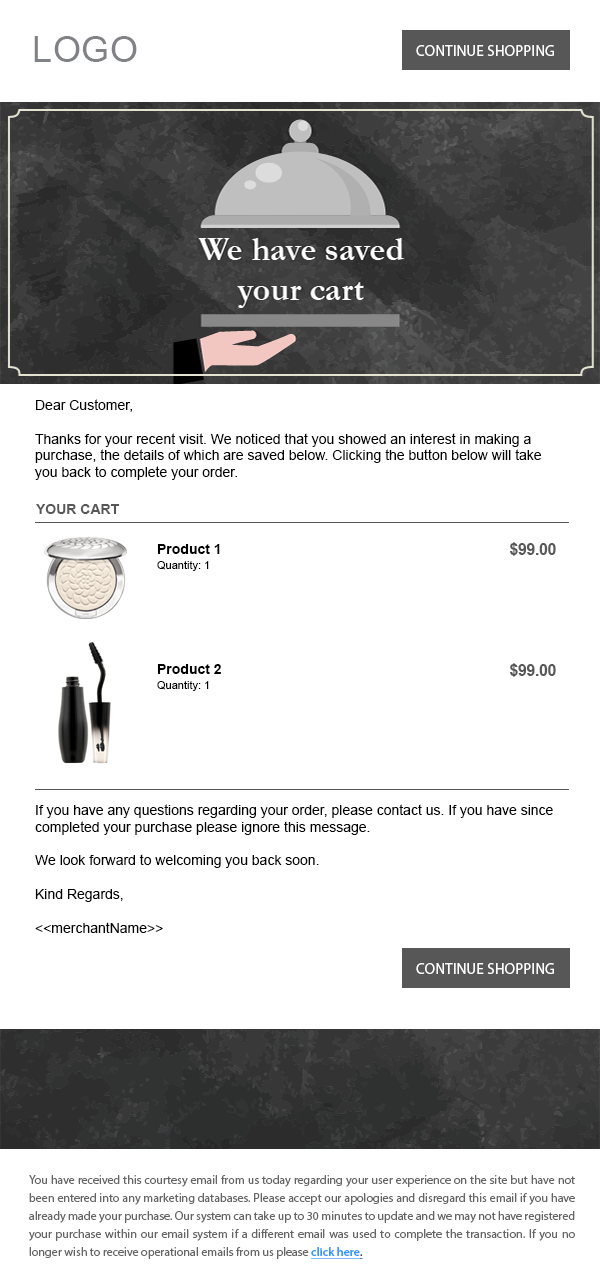 LOGO
CONTINUE SHOPPING
We have saved
your cart
Dear Customer,
Thanks for your recent visit. We noticed that you showed an interest in making a
purchase, the details of which are saved below. Clicking the button below will take
you back to complete your order.
YOUR CART
Product 1
$99.00
Quantity: 1
Product 2
$99.00
Quantity: 1
If you have any questions regarding your order, please contact us. If you have since
completed your purchase please ignore this message.
We look forward to welcoming you back soon.
Kind Regards,
<<merchantName>>
CONTINUE SHOPPING
You have received this courtesy email from us today regarding your user experience on the site but have not
been entered into any marketing databases. Please accept our apologies and disregard this email if you have
already made your purchase. Our system can take up to 30 minutes to update and we may not have registered
your purchase within our email system if a different email was used to complete the transaction. If you no
longer wish to receive operational emails from us please click here.